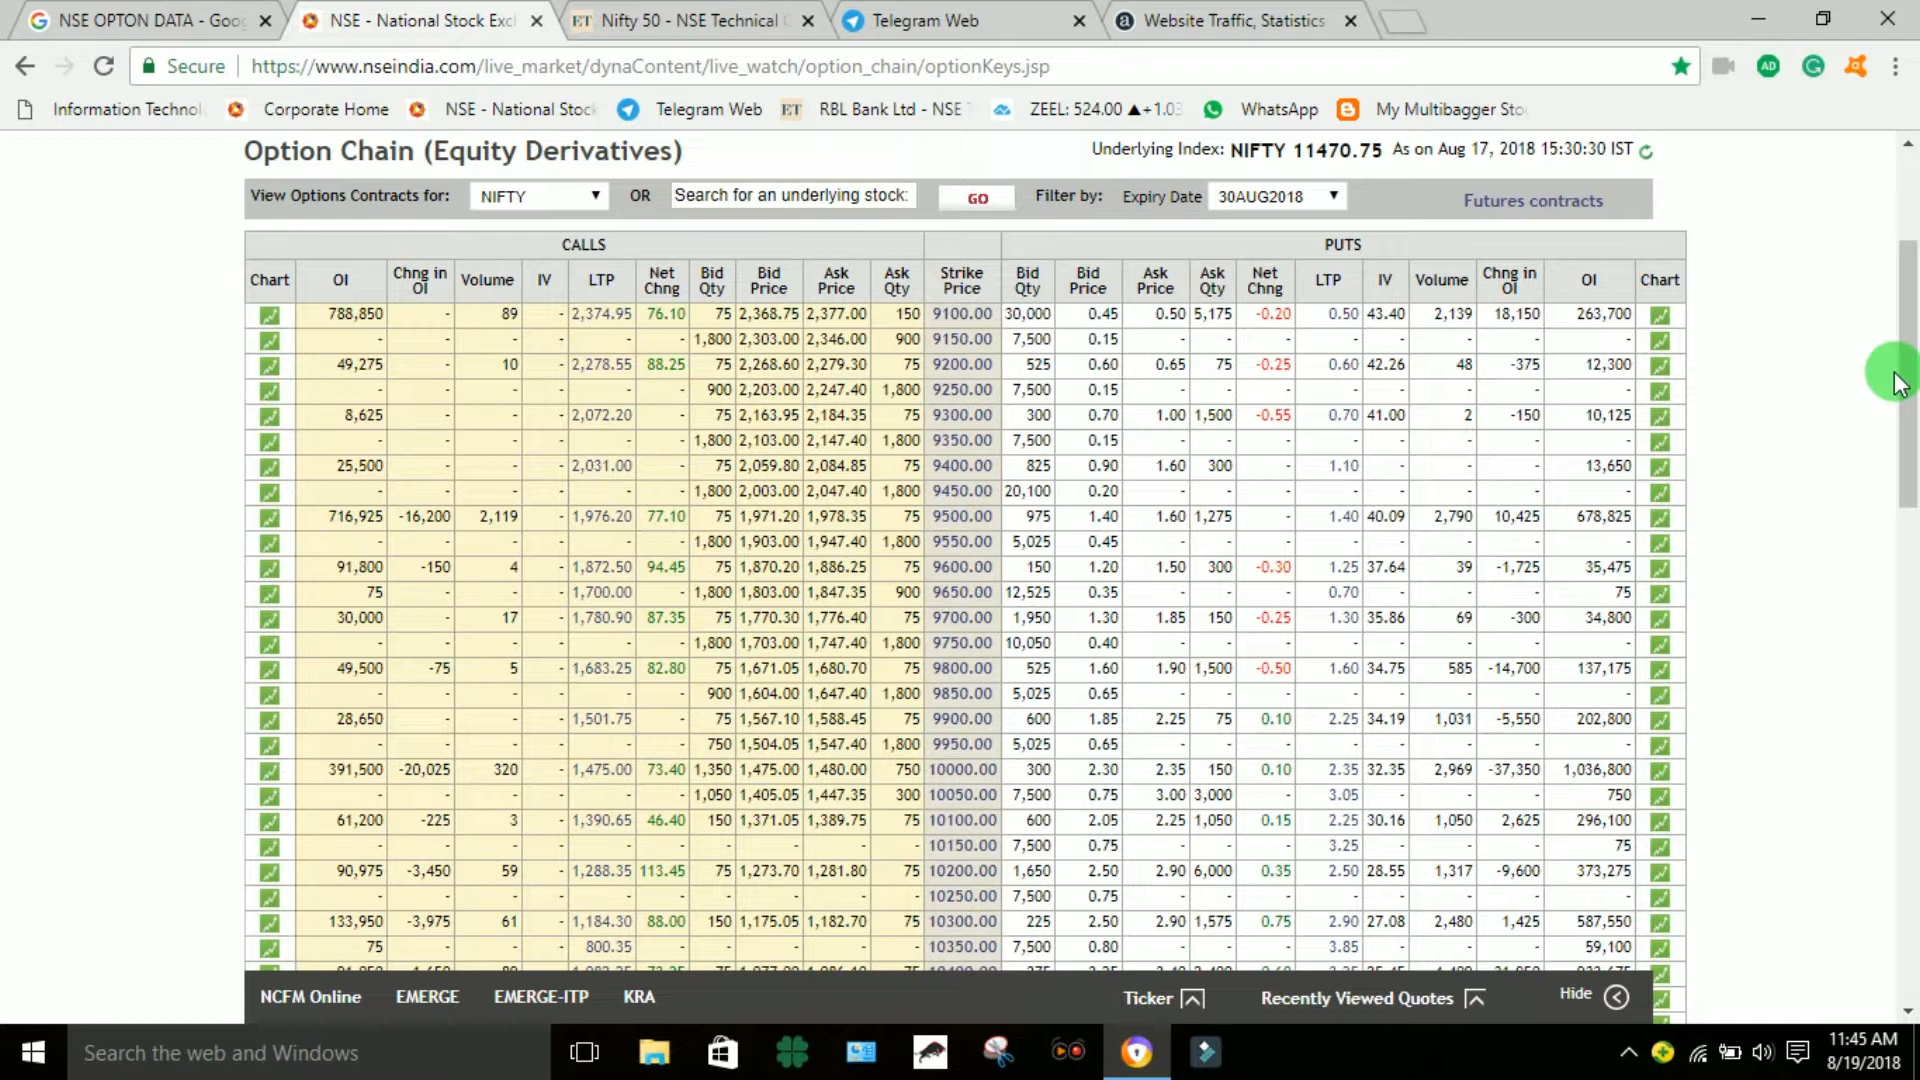 NSE OPTON DATA - Goo
NSE - National Stock Exc
Nifty 50 - NSE Technical
Telegram Web
Website Traffic, Statistics
Secure https://www.nseindia.com/live_market/dynaContent/live_watch/option_chain/optionKeys.jsp
Information Technol Corporate Home NSE - National Stock Telegram Web ET RBL Bank Ltd - NSE ZEEL: 524.00 ▲+1.03 WhatsApp My Multibagger Sto
Option Chain (Equity Derivatives) Underlying Index: NIFTY 11470.75 As on Aug 17, 2018 15:30:30 IST
View Options Contracts for: NIFTY OR Search for an underlying stock: GO Filter by: Expiry Date 30AUG2018 Futures contracts
CALLS PUTS
Chart OI Chng in OI Volume IV LTP Net Chng Bid Qty Bid Price Ask Price Ask Qty Strike Price Bid Qty Bid Price Ask Price Ask Qty Net Chng LTP IV Volume Chng in OI OI Chart
788,850 - 89 - 2,374.95 76.10 75 2,368.75 2,377.00 150 9100.00 30,000 0.45 0.50 5,175 -0.20 0.50 43.40 2,139 18,150 263,700
- - - - - - 1,800 2,303.00 2,346.00 900 9150.00 7,500 0.15 - - - - - - - -
49,275 - 10 - 2,278.55 88.25 75 2,268.60 2,279.30 75 9200.00 525 0.60 0.65 75 -0.25 0.60 42.26 48 -375 12,300
- - - - - - 900 2,203.00 2,247.40 1,800 9250.00 7,500 0.15 - - - - - - - -
8,625 - - - 2,072.20 - 75 2,163.95 2,184.35 75 9300.00 300 0.70 1.00 1,500 -0.55 0.70 41.00 2 -150 10,125
- - - - - - 1,800 2,103.00 2,147.40 1,800 9350.00 7,500 0.15 - - - - - - - -
25,500 - - - 2,031.00 - 75 2,059.80 2,084.85 75 9400.00 825 0.90 1.60 300 - 1.10 - - - 13,650
- - - - - - 1,800 2,003.00 2,047.40 1,800 9450.00 20,100 0.20 - - - - - - - -
716,925 -16,200 2,119 - 1,976.20 77.10 75 1,971.20 1,978.35 75 9500.00 975 1.40 1.60 1,275 - 1.40 40.09 2,790 10,425 678,825
- - - - - - 1,800 1,903.00 1,947.40 1,800 9550.00 5,025 0.45 - - - - - - - -
91,800 -150 4 - 1,872.50 94.45 75 1,870.20 1,886.25 75 9600.00 150 1.20 1.50 300 -0.30 1.25 37.64 39 -1,725 35,475
75 - - - 1,700.00 - 1,800 1,803.00 1,847.35 900 9650.00 12,525 0.35 - - - 0.70 - - - 75
30,000 - 17 - 1,780.90 87.35 75 1,770.30 1,776.40 75 9700.00 1,950 1.30 1.85 150 -0.25 1.30 35.86 69 -300 34,800
- - - - - - 1,800 1,703.00 1,747.40 1,800 9750.00 10,050 0.40 - - - - - - - -
49,500 -75 5 - 1,683.25 82.80 75 1,671.05 1,680.70 75 9800.00 525 1.60 1.90 1,500 -0.50 1.60 34.75 585 -14,700 137,175
- - - - - - 900 1,604.00 1,647.40 1,800 9850.00 5,025 0.65 - - - - - - - -
28,650 - - - 1,501.75 - 75 1,567.10 1,588.45 75 9900.00 600 1.85 2.25 75 0.10 2.25 34.19 1,031 -5,550 202,800
- - - - - - 750 1,504.05 1,547.40 1,800 9950.00 5,025 0.65 - - - - - - - -
391,500 -20,025 320 - 1,475.00 73.40 1,350 1,475.00 1,480.00 750 10000.00 300 2.30 2.35 150 0.10 2.35 32.35 2,969 -37,350 1,036,800
- - - - - - 1,050 1,405.05 1,447.35 300 10050.00 7,500 0.75 3.00 3,000 - 3.05 - - - 750
61,200 -225 3 - 1,390.65 46.40 150 1,371.05 1,389.75 75 10100.00 600 2.05 2.25 1,050 0.15 2.25 30.16 1,050 2,625 296,100
- - - - - - - - - - 10150.00 7,500 0.75 - - - 3.25 - - - 75
90,975 -3,450 59 - 1,288.35 113.45 75 1,273.70 1,281.80 75 10200.00 1,650 2.50 2.90 6,000 0.35 2.50 28.55 1,317 -9,600 373,275
- - - - - - - - - - 10250.00 7,500 0.75 - - - - - - - -
133,950 -3,975 61 - 1,184.30 88.00 150 1,175.05 1,182.70 75 10300.00 225 2.50 2.90 1,575 0.75 2.90 27.08 2,480 1,425 587,550
75 - - - 800.35 - - - - - 10350.00 7,500 0.80 - - - 3.85 - - - 59,100
NCFM Online EMERGE EMERGE-ITP KRA Ticker Recently Viewed Quotes Hide
Search the web and Windows
11:45 AM
8/19/2018